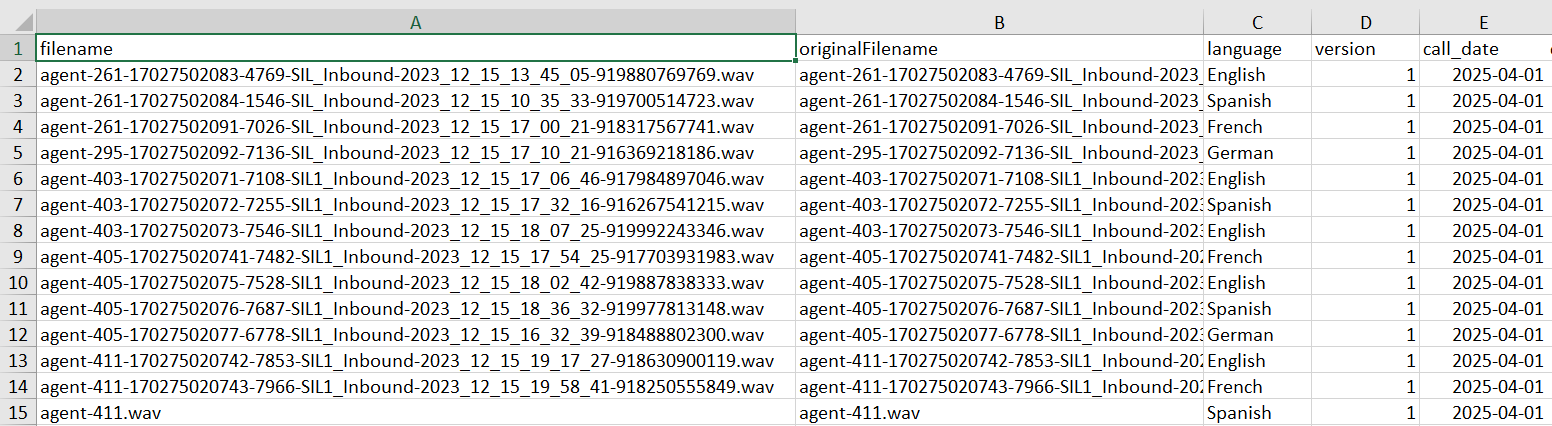 A B C D E
1 filename originalFilename language version call_date
2 agent-261-17027502083-4769-SIL_Inbound-2023_12_15_13_45_05-919880769769.wav agent-261-17027502083-4769-SIL_Inbound-2023_ English 1 2025-04-01
3 agent-261-17027502084-1546-SIL_Inbound-2023_12_15_10_35_33-919700514723.wav agent-261-17027502084-1546-SIL_Inbound-2023_ Spanish 1 2025-04-01
4 agent-261-17027502091-7026-SIL_Inbound-2023_12_15_17_00_21-918317567741.wav agent-261-17027502091-7026-SIL_Inbound-2023_ French 1 2025-04-01
5 agent-295-17027502092-7136-SIL_Inbound-2023_12_15_17_10_21-916369218186.wav agent-295-17027502092-7136-SIL_Inbound-2023_ German 1 2025-04-01
6 agent-403-17027502071-7108-SIL1_Inbound-2023_12_15_17_06_46-917984897046.wav agent-403-17027502071-7108-SIL1_Inbound-2023 English 1 2025-04-01
7 agent-403-17027502072-7255-SIL1_Inbound-2023_12_15_17_32_16-916267541215.wav agent-403-17027502072-7255-SIL1_Inbound-2023 Spanish 1 2025-04-01
8 agent-403-17027502073-7546-SIL1_Inbound-2023_12_15_18_07_25-919992243346.wav agent-403-17027502073-7546-SIL1_Inbound-2023 English 1 2025-04-01
9 agent-405-170275020741-7482-SIL1_Inbound-2023_12_15_17_54_25-917703931983.wav agent-405-170275020741-7482-SIL1_Inbound-202 French 1 2025-04-01
10 agent-405-17027502075-7528-SIL1_Inbound-2023_12_15_18_02_42-919887838333.wav agent-405-17027502075-7528-SIL1_Inbound-2023 English 1 2025-04-01
11 agent-405-17027502076-7687-SIL1_Inbound-2023_12_15_18_36_32-919977813148.wav agent-405-17027502076-7687-SIL1_Inbound-2023 Spanish 1 2025-04-01
12 agent-405-17027502077-6778-SIL1_Inbound-2023_12_15_16_32_39-918488802300.wav agent-405-17027502077-6778-SIL1_Inbound-2023 German 1 2025-04-01
13 agent-411-170275020742-7853-SIL1_Inbound-2023_12_15_19_17_27-918630900119.wav agent-411-170275020742-7853-SIL1_Inbound-202 English 1 2025-04-01
14 agent-411-170275020743-7966-SIL1_Inbound-2023_12_15_19_58_41-918250555849.wav agent-411-170275020743-7966-SIL1_Inbound-202 French 1 2025-04-01
15 agent-411.wav agent-411.wav Spanish 1 2025-04-01